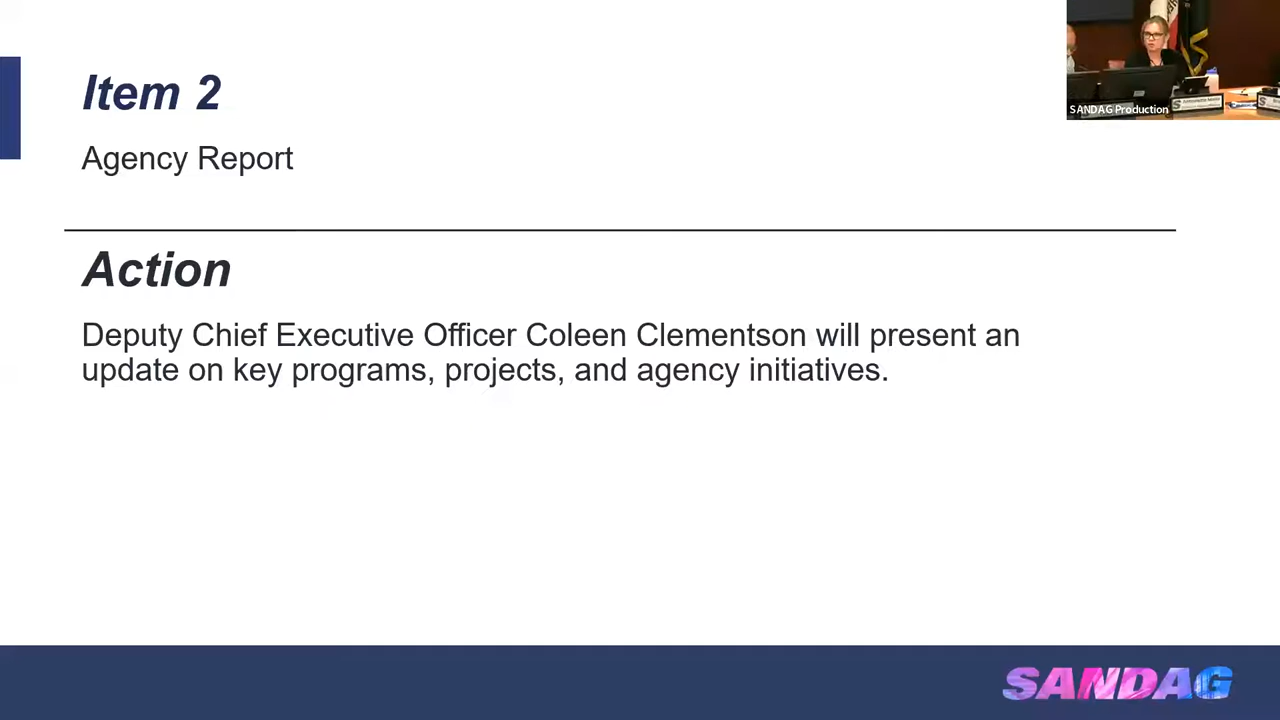 Item 2
Agency Report
Action
Deputy Chief Executive Officer Coleen Clementson will present an
update on key programs, projects, and agency initiatives.
SANDAG Production
SANDAG